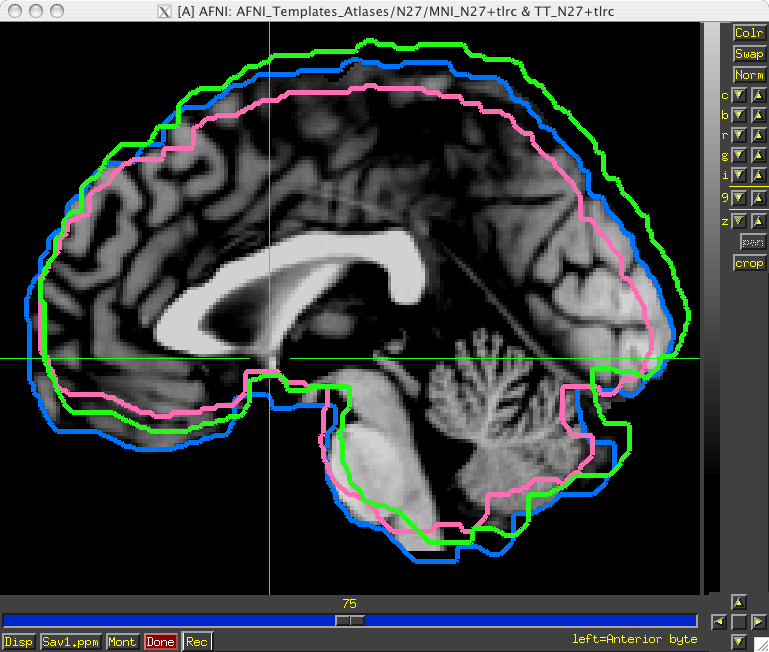 [A] AFNI: AFNI_Templates_Atlases/N27/MNI_N27+tlrc & TT_N27+tlrc
Colr
Swap
Norm
c
b
r
g
i
9
z
pan
crop
75
Disp Sav1.ppm Mont Done Rec left=Anterior byte